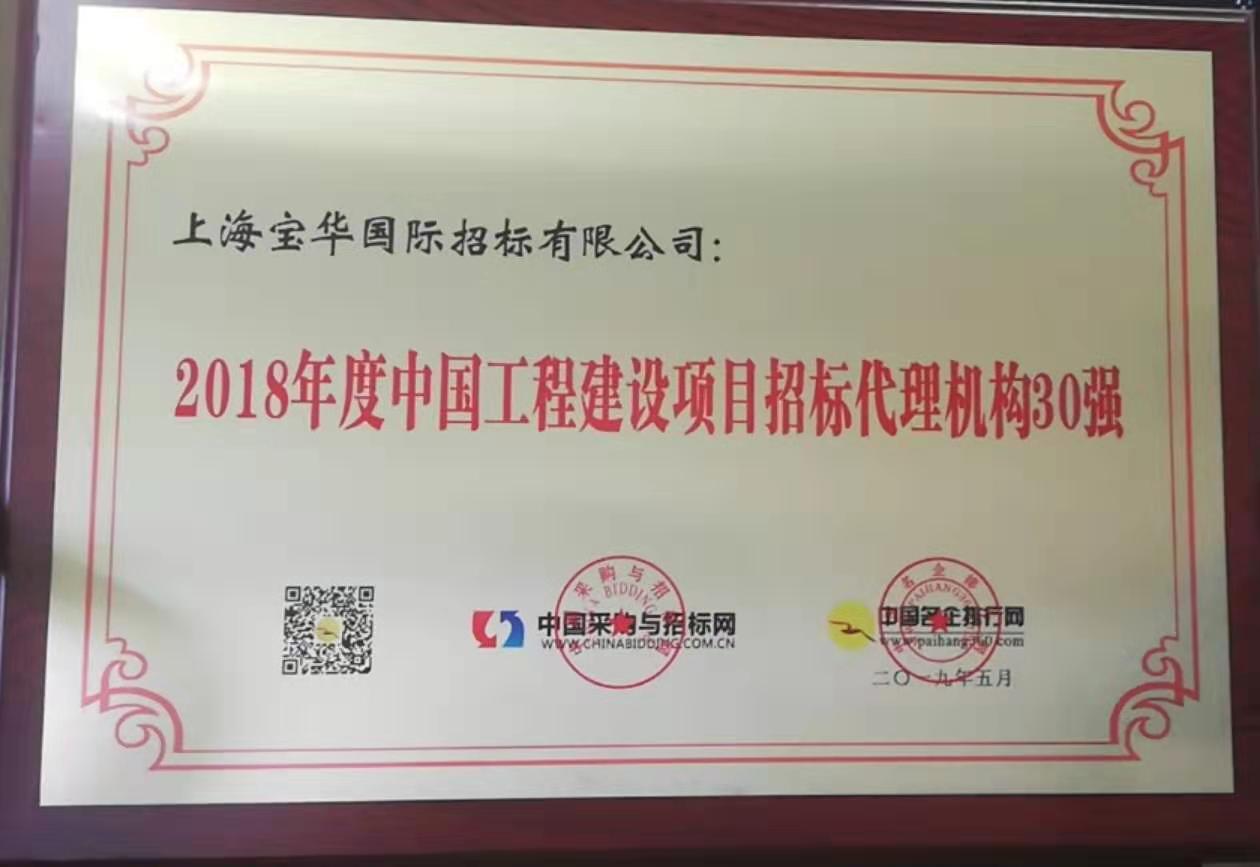 上海宝华国际招标有限公司:
2018年度中国工程建设项目招标代理机构30强
中国采购与招标网
WWW.CHINABIDDING.COM.CN
中国名企排行网
www.paihang360.com
二〇一九年五月